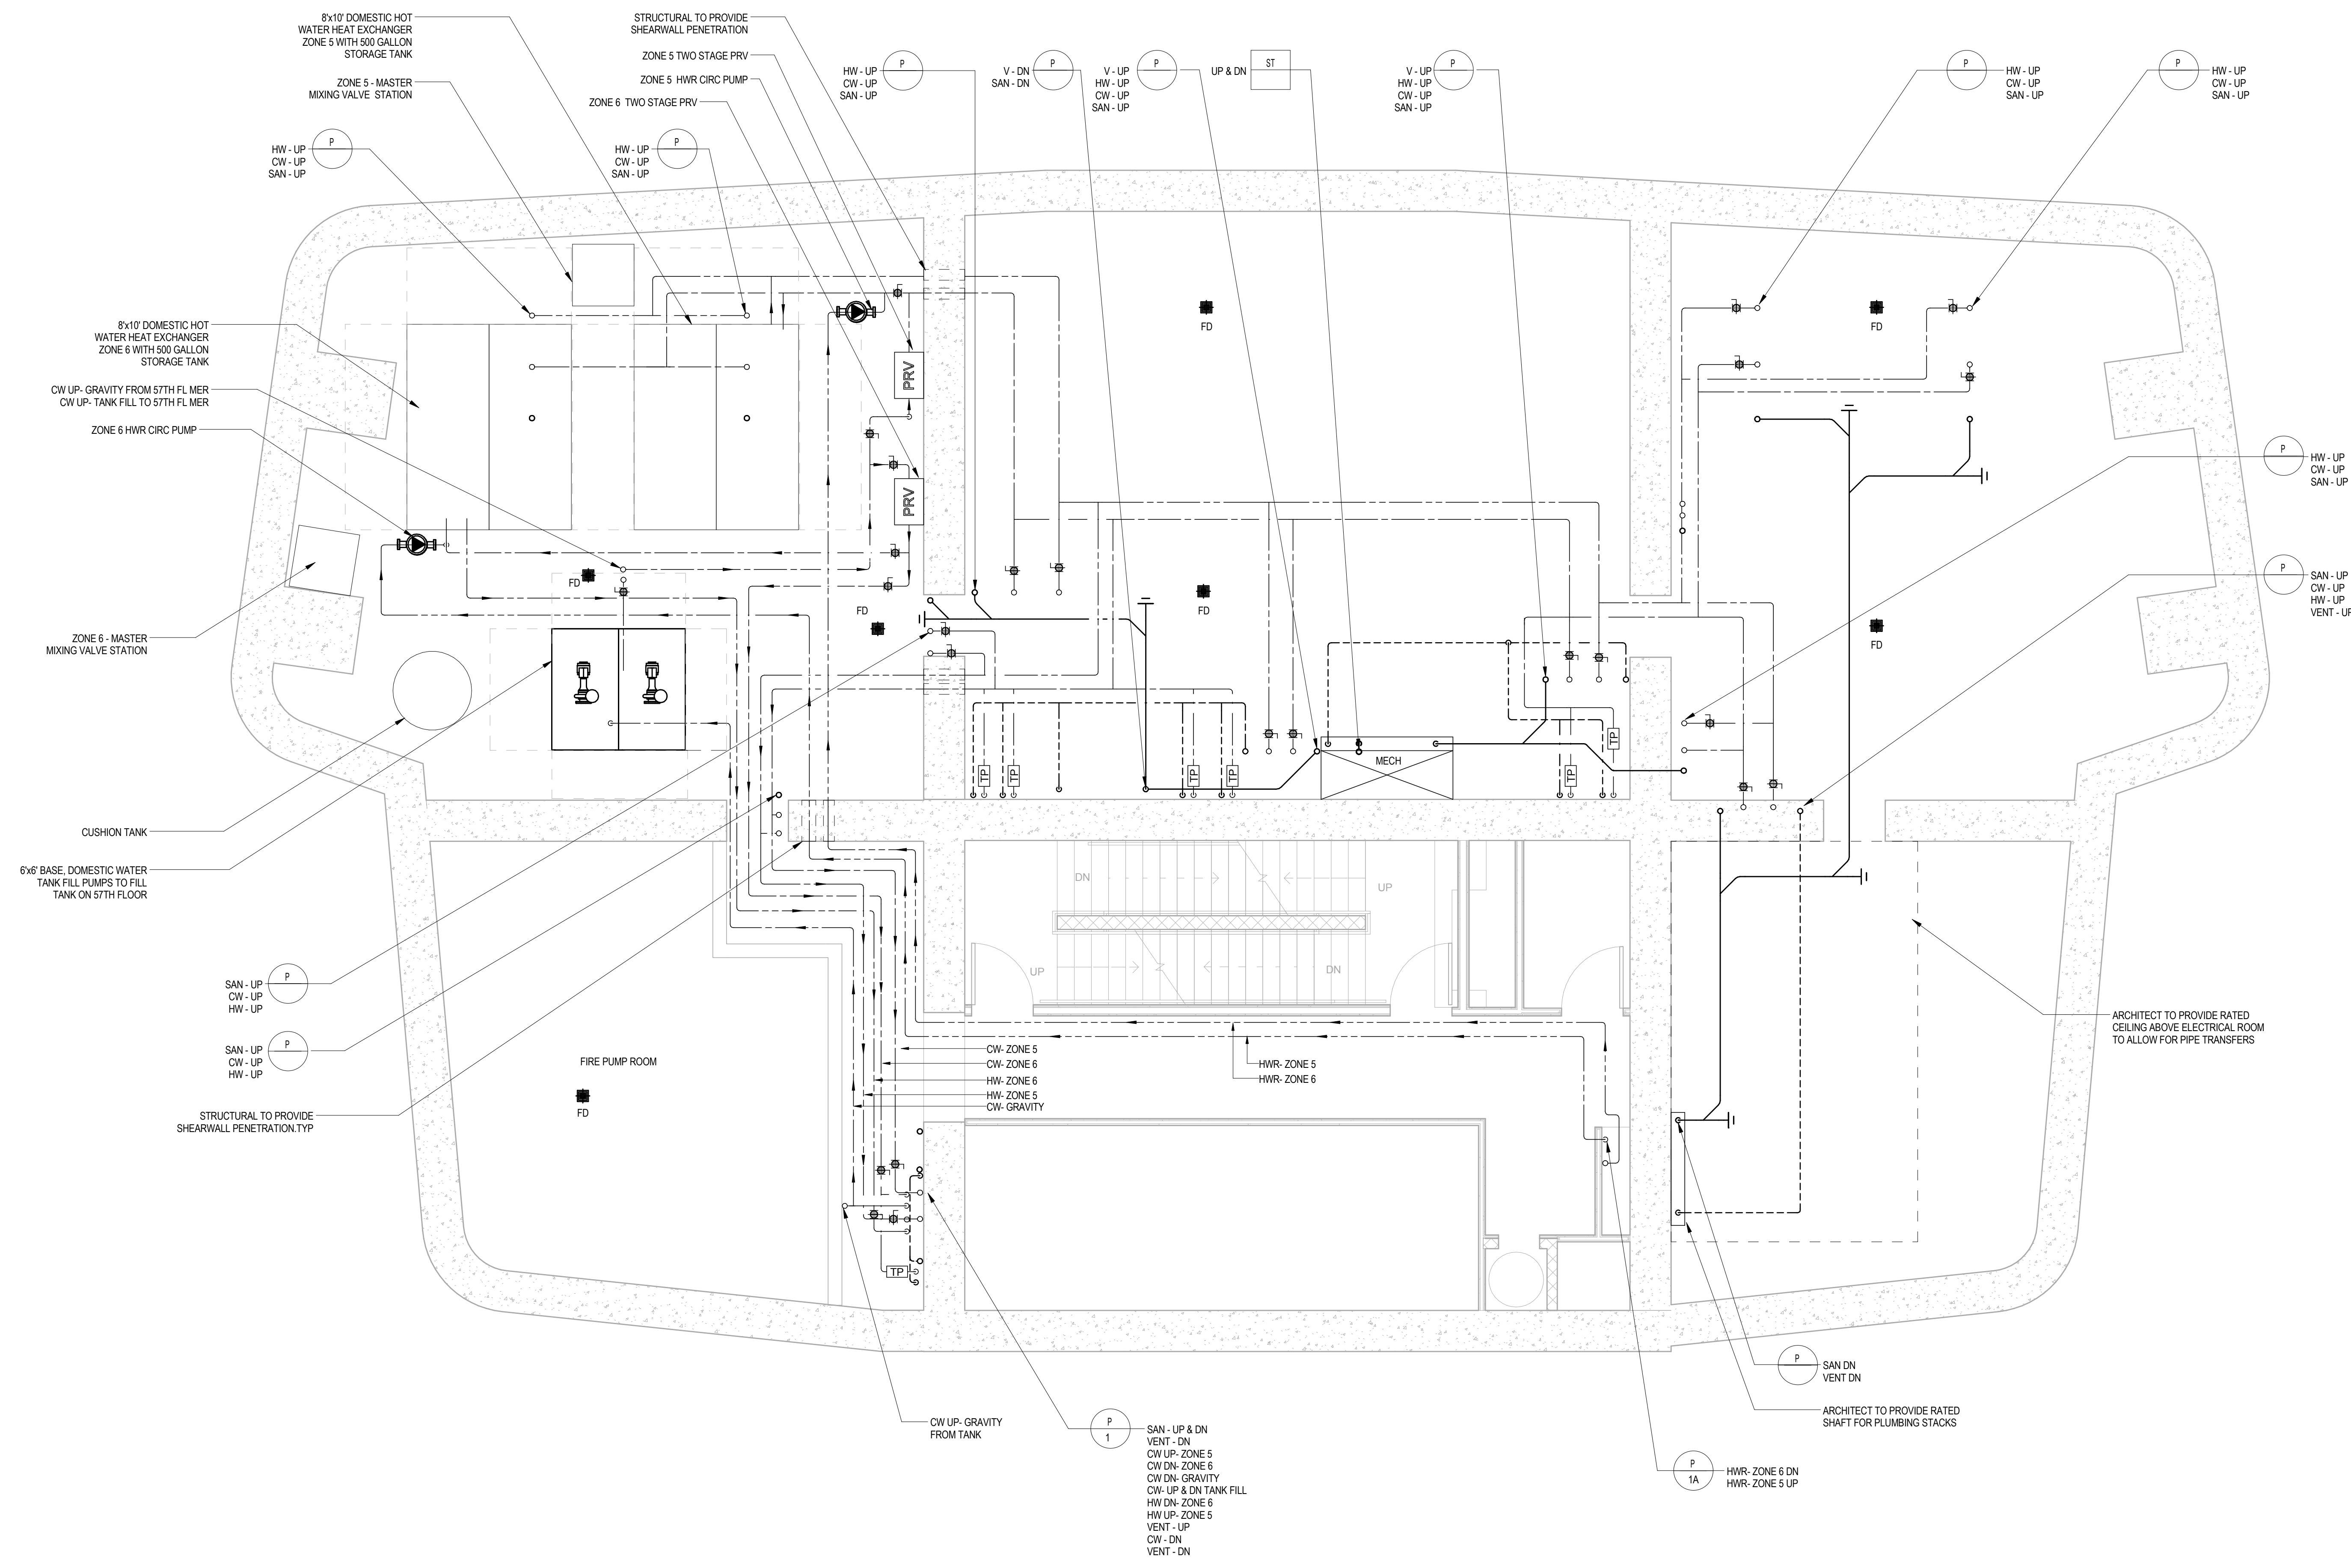 8'x10' DOMESTIC HOT
WATER HEAT EXCHANGER
ZONE 5 WITH 500 GALLON
STORAGE TANK
ZONE 5 - MASTER
MIXING VALVE STATION
STRUCTURAL TO PROVIDE
SHEARWALL PENETRATION
ZONE 5 TWO STAGE PRV
ZONE 5 HWR CIRC PUMP
ZONE 6 TWO STAGE PRV
HW - UP
CW - UP
SAN - UP
P
V - DN
SAN - DN
P
V - UP
HW - UP
CW - UP
SAN - UP
P
UP & DN
ST
V - UP
HW - UP
CW - UP
SAN - UP
P
P
HW - UP
CW - UP
SAN - UP
P
HW - UP
CW - UP
SAN - UP
HW - UP
CW - UP
SAN - UP
P
HW - UP
CW - UP
SAN - UP
P
8'x10' DOMESTIC HOT
WATER HEAT EXCHANGER
ZONE 6 WITH 500 GALLON
STORAGE TANK
CW UP- GRAVITY FROM 57TH FL MER
CW UP- TANK FILL TO 57TH FL MER
ZONE 6 HWR CIRC PUMP
PRV
PRV
FD
FD
FD
FD
FD
FD
P
HW - UP
CW - UP
SAN - UP
P
SAN - UP
CW - UP
HW - UP
VENT - UP
ZONE 6 - MASTER
MIXING VALVE STATION
TP
TP
TP
TP
MECH
TP
TP
CUSHION TANK
6'x6' BASE, DOMESTIC WATER
TANK FILL PUMPS TO FILL
TANK ON 57TH FLOOR
DN
UP
UP
DN
SAN - UP
CW - UP
HW - UP
P
SAN - UP
CW - UP
HW - UP
P
STRUCTURAL TO PROVIDE
SHEARWALL PENETRATION.TYP
FIRE PUMP ROOM
FD
CW- ZONE 5
CW- ZONE 6
HW- ZONE 6
HW- ZONE 5
CW- GRAVITY
HWR- ZONE 5
HWR- ZONE 6
ARCHITECT TO PROVIDE RATED
CEILING ABOVE ELECTRICAL ROOM
TO ALLOW FOR PIPE TRANSFERS
TP
P
SAN DN
VENT DN
ARCHITECT TO PROVIDE RATED
SHAFT FOR PLUMBING STACKS
CW UP- GRAVITY
FROM TANK
P
1
SAN - UP & DN
VENT - DN
CW UP- ZONE 5
CW DN- ZONE 6
CW DN- GRAVITY
CW- UP & DN TANK FILL
HW DN- ZONE 6
HW UP- ZONE 5
VENT - UP
CW - DN
VENT - DN
P
1A
HWR- ZONE 6 DN
HWR- ZONE 5 UP